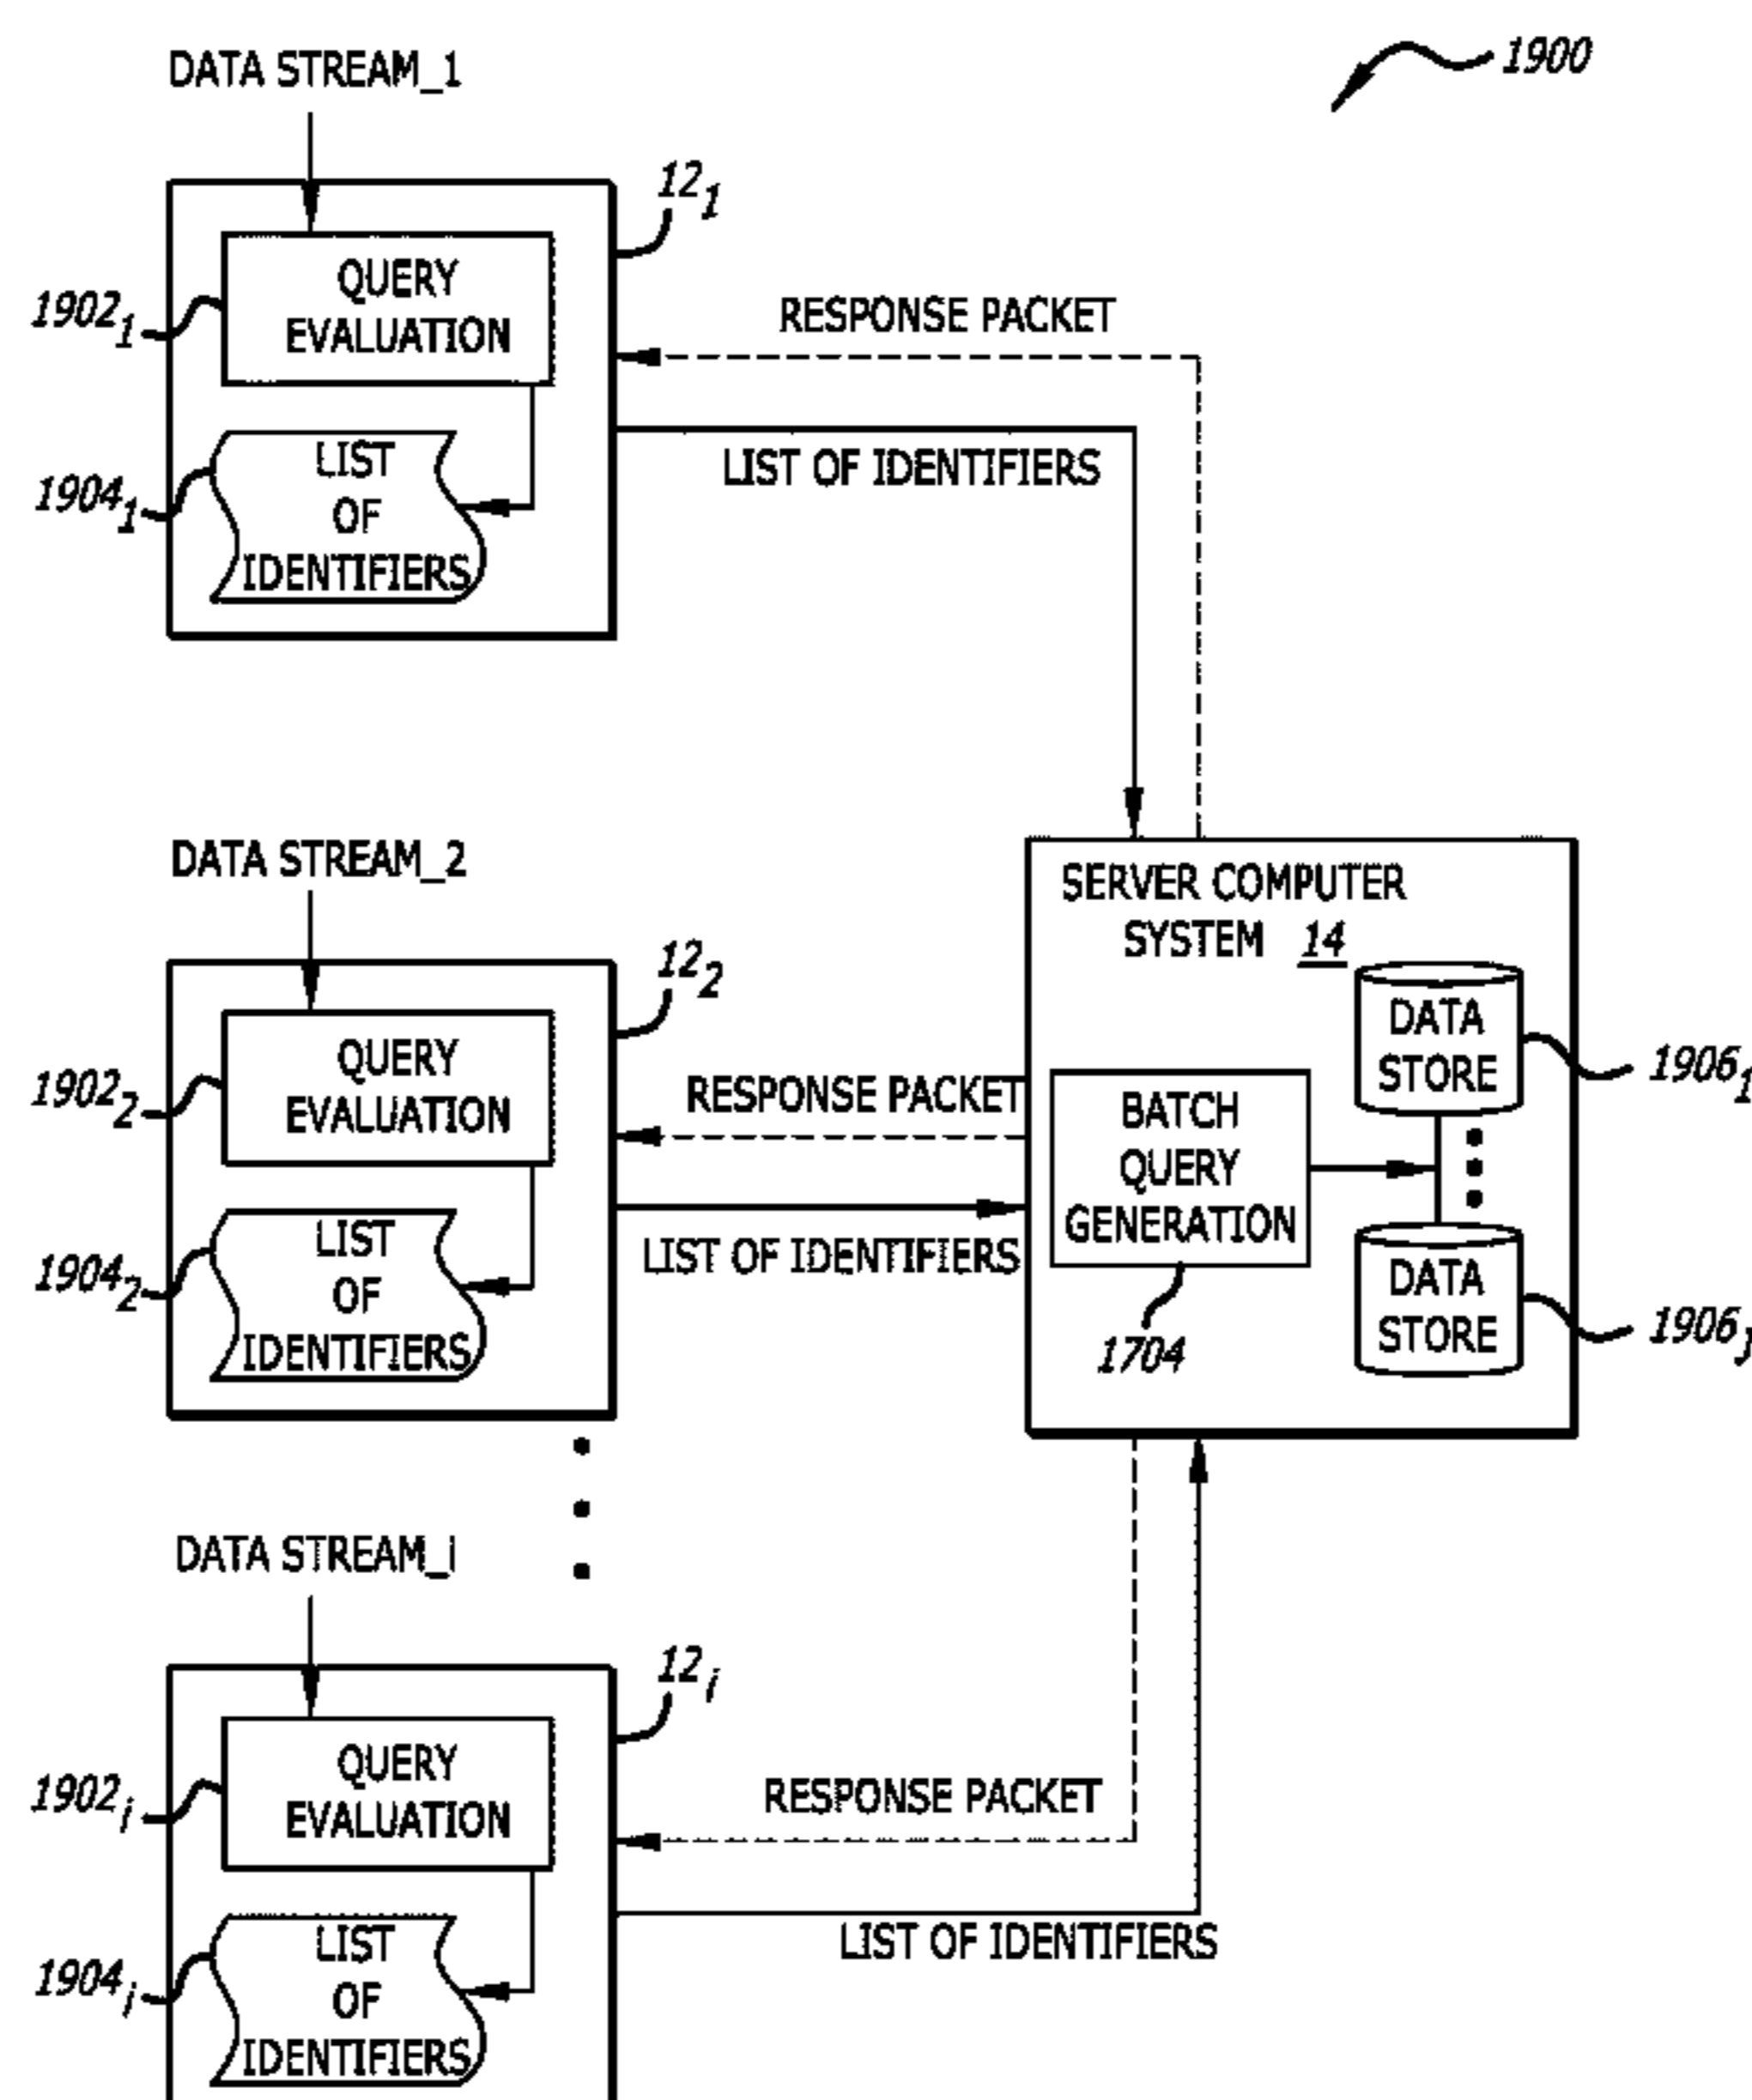 DATA STREAM_1
1900
12₁
QUERY
EVALUATION
1902₁
RESPONSE PACKET
LIST OF IDENTIFIERS
LIST
OF
IDENTIFIERS
1904₁
DATA STREAM_2
12₂
QUERY
EVALUATION
1902₂
RESPONSE PACKET
LIST OF IDENTIFIERS
LIST
OF
IDENTIFIERS
1904₂
SERVER COMPUTER
SYSTEM 14
DATA
STORE
1906₁
BATCH
QUERY
GENERATION
1704
DATA
STORE
1906ⱼ
DATA STREAM_i
12ᵢ
QUERY
EVALUATION
1902ᵢ
RESPONSE PACKET
LIST OF IDENTIFIERS
LIST
OF
IDENTIFIERS
1904ᵢ